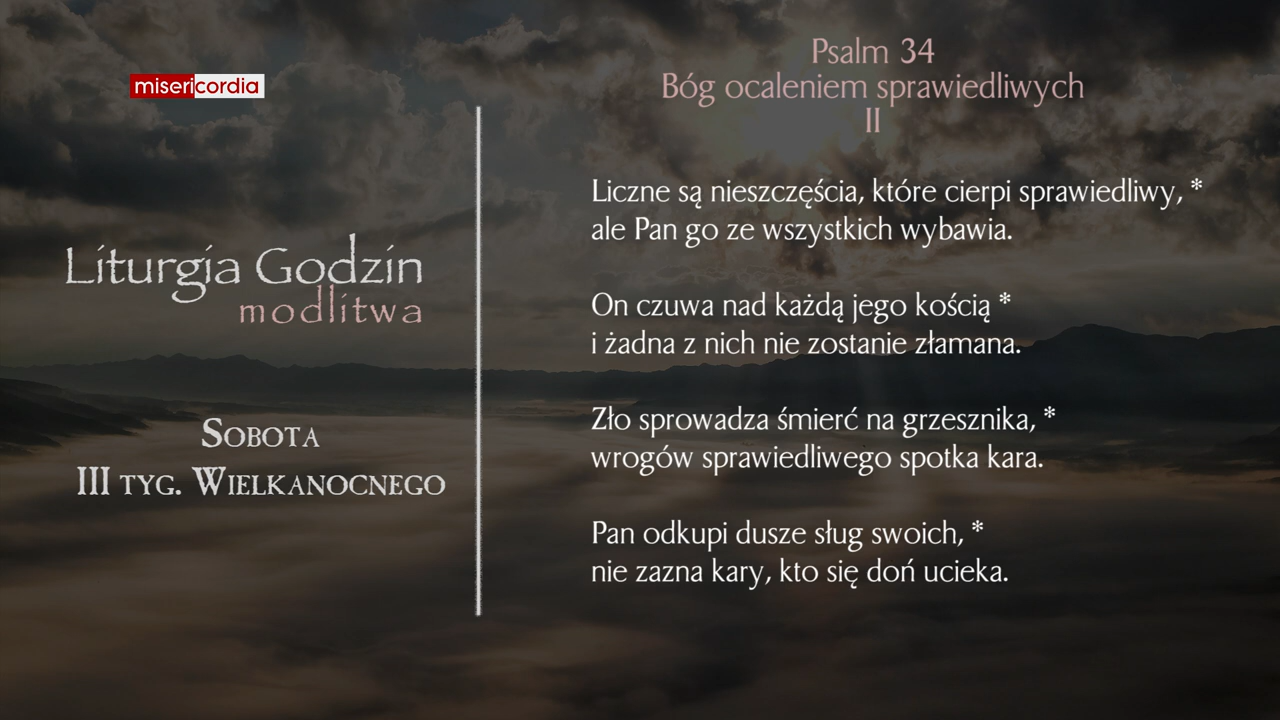 misericordia
Liturgia Godzin
modlitwa
Sobota
III tyg. Wielkanocnego
Psalm 34
Bóg ocaleniem sprawiedliwych
II
Liczne są nieszczęścia, które cierpi sprawiedliwy, *
ale Pan go ze wszystkich wybawia.
On czuwa nad każdą jego kością *
i żadna z nich nie zostanie złamana.
Zło sprowadza śmierć na grzesznika, *
wrogów sprawiedliwego spotka kara.
Pan odkupi dusze sług swoich, *
nie zazna kary, kto się doń ucieka.